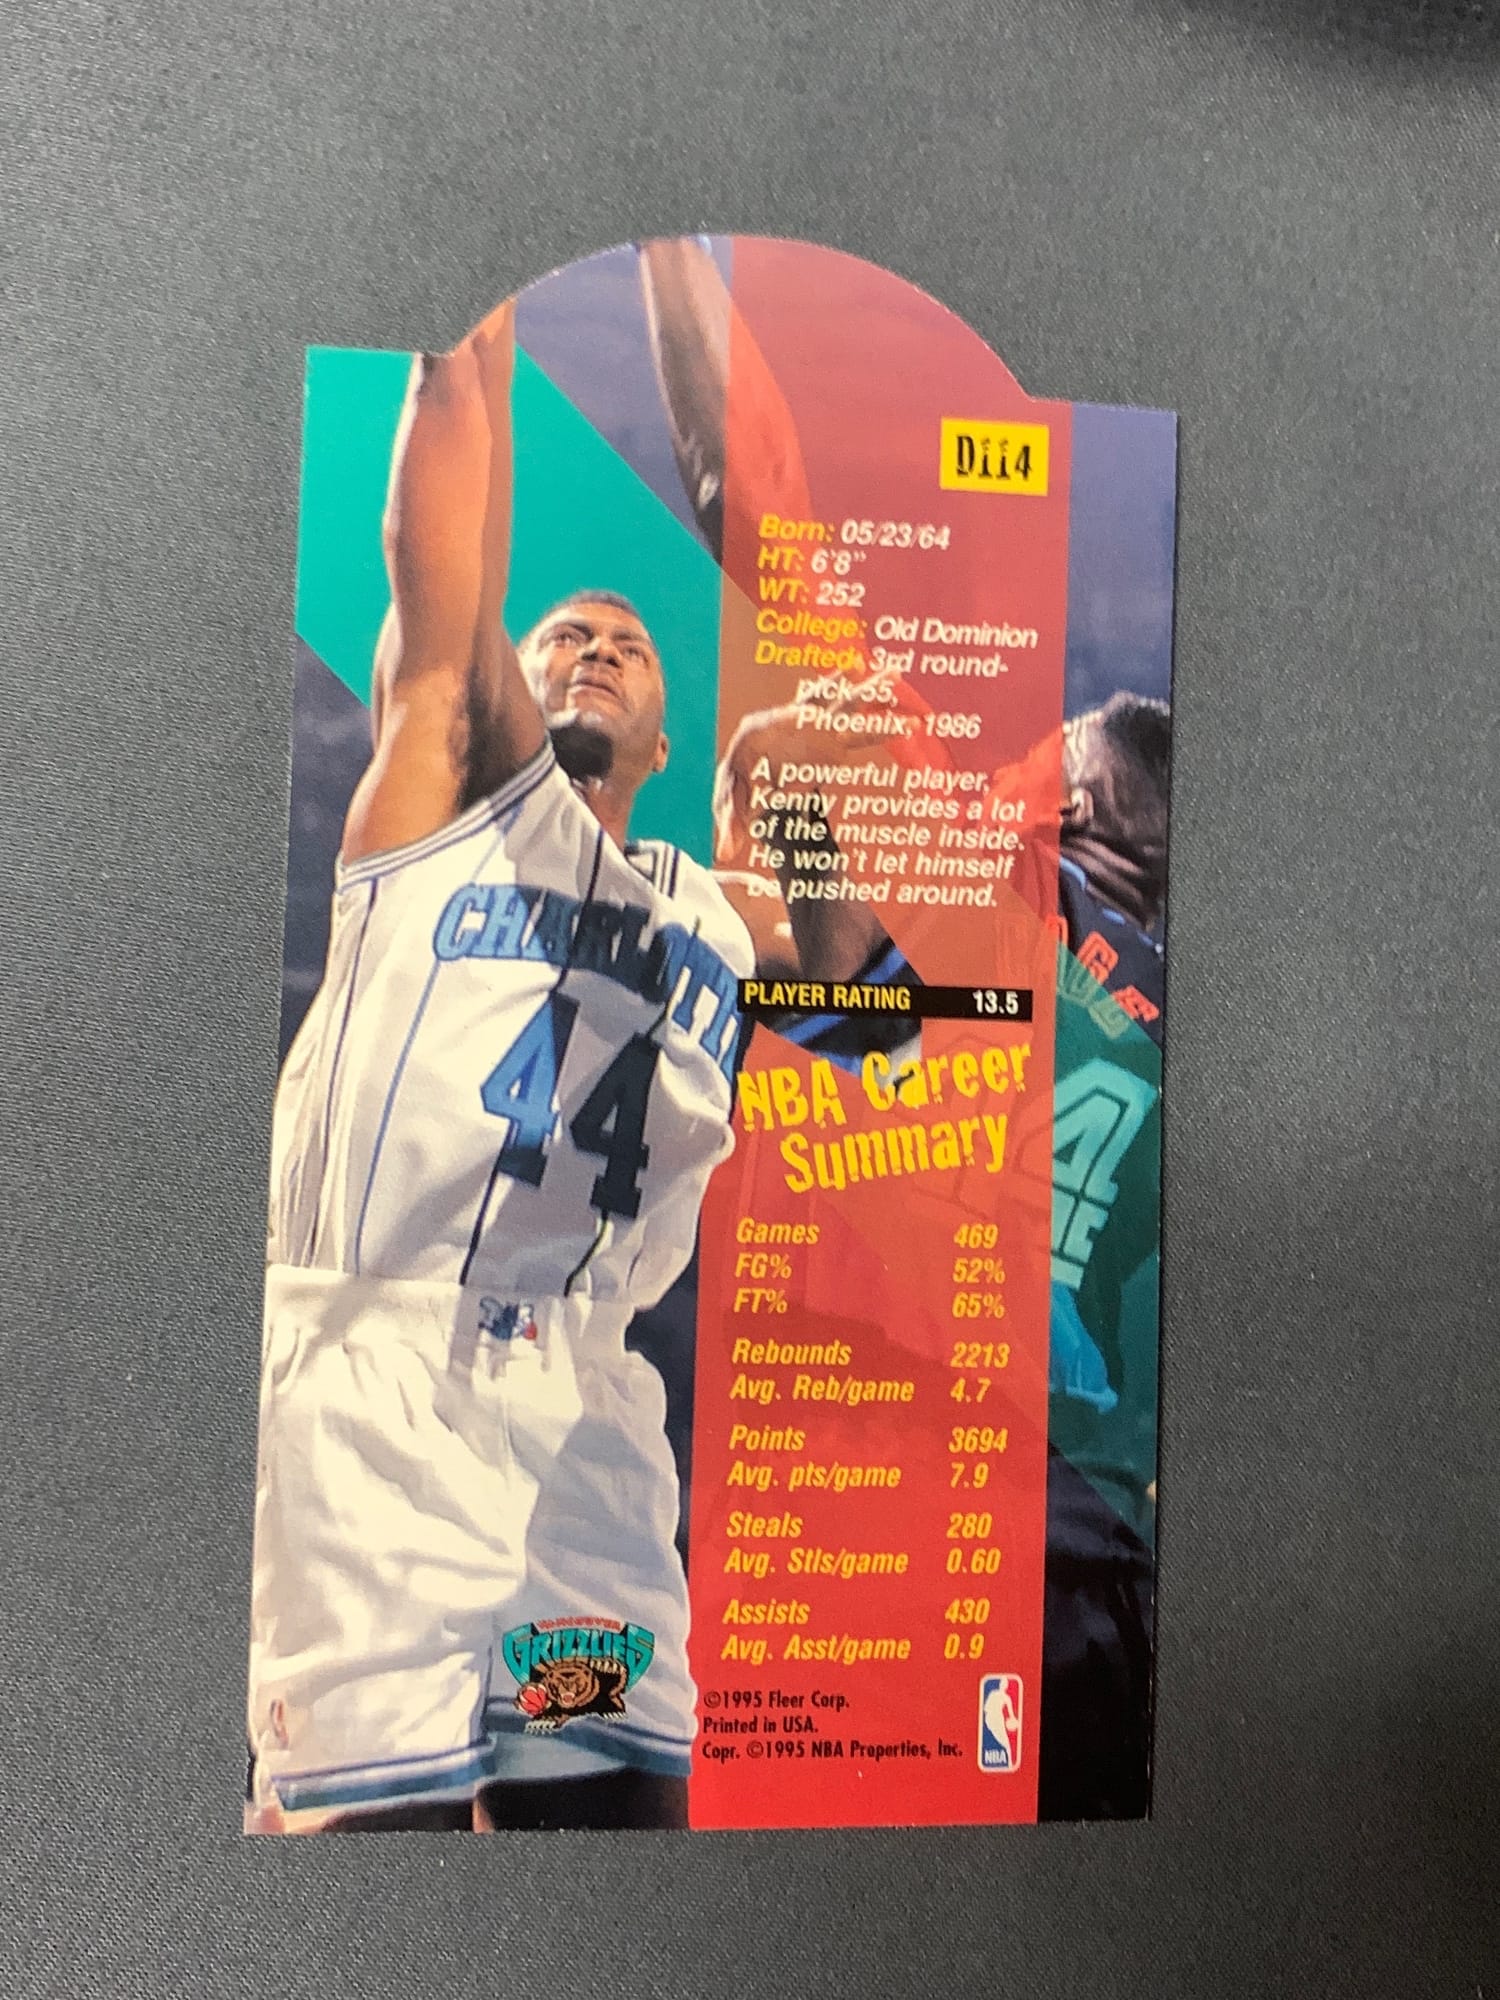 Dii4
Born: 05/23/64
HT: 6'8"
WT: 252
College: Old Dominion
Drafted: 3rd round-
pick 55,
Phoenix, 1986
A powerful player,
Kenny provides a lot
of the muscle inside.
He won't let himself
be pushed around.
PLAYER RATING 13.5
NBA Career
Summary
Games 469
FG% 52%
FT% 65%
Rebounds 2213
Avg. Reb/game 4.7
Points 3694
Avg. pts/game 7.9
Steals 280
Avg. Stls/game 0.60
Assists 430
Avg. Asst/game 0.9
©1995 Fleer Corp.
Printed in USA.
Copr. ©1995 NBA Properties, Inc.
NBA
CHARLOTTE
44
VANCOUVER
GRIZZLIES